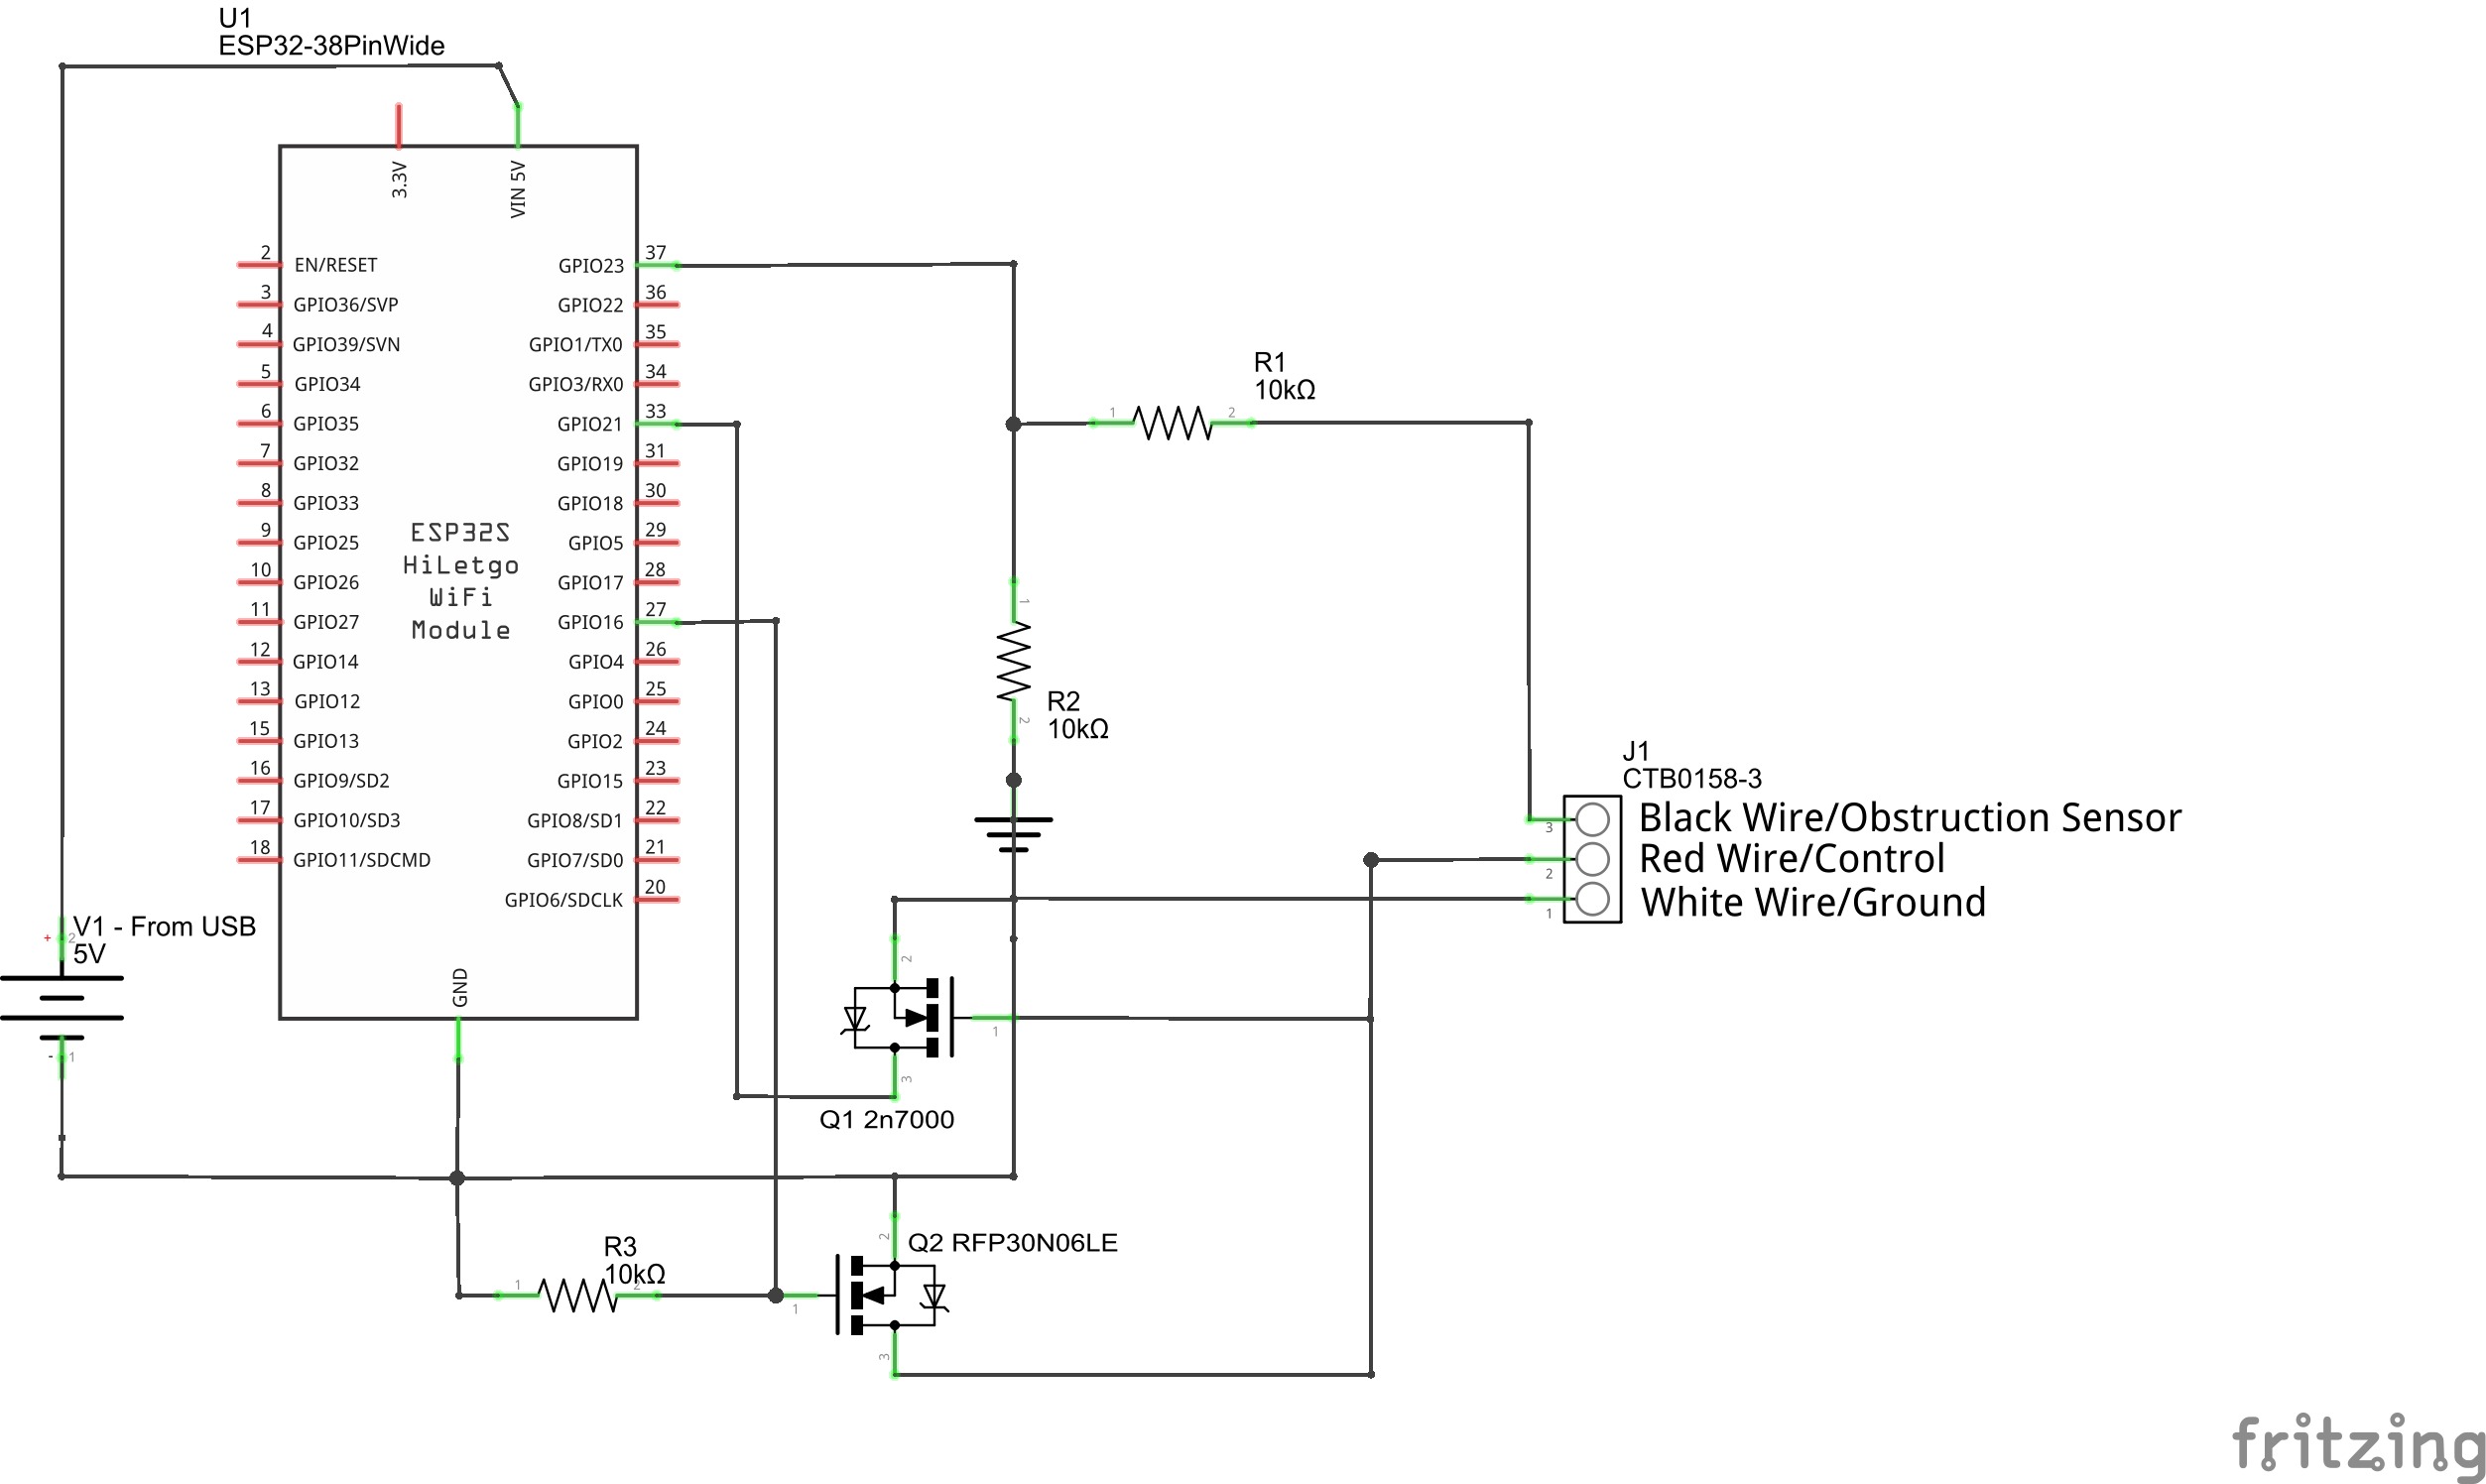 U1
ESP32-38PinWide
3.3V
VIN 5V
2
EN/RESET
3
GPIO36/SVP
4
GPIO39/SVN
5
GPIO34
6
GPIO35
7
GPIO32
8
GPIO33
9
GPIO25
10
GPIO26
11
GPIO27
12
GPIO14
13
GPIO12
15
GPIO13
16
GPIO9/SD2
17
GPIO10/SD3
18
GPIO11/SDCMD
ESP32S
HiLetgo
WiFi
Module
37
GPIO23
36
GPIO22
35
GPIO1/TX0
34
GPIO3/RX0
33
GPIO21
31
GPIO19
30
GPIO18
29
GPIO5
28
GPIO17
27
GPIO16
26
GPIO4
25
GPIO0
24
GPIO2
23
GPIO15
22
GPIO8/SD1
21
GPIO7/SD0
20
GPIO6/SDCLK
GND
V1 - From USB
5V
+
2
-
1
R1
10kΩ
1
2
1
R2
10kΩ
2
J1
CTB0158-3
3
Black Wire/Obstruction Sensor
2
Red Wire/Control
1
White Wire/Ground
2
1
3
Q1 2n7000
R3
10kΩ
1
2
Q2 RFP30N06LE
2
1
3
fritzing